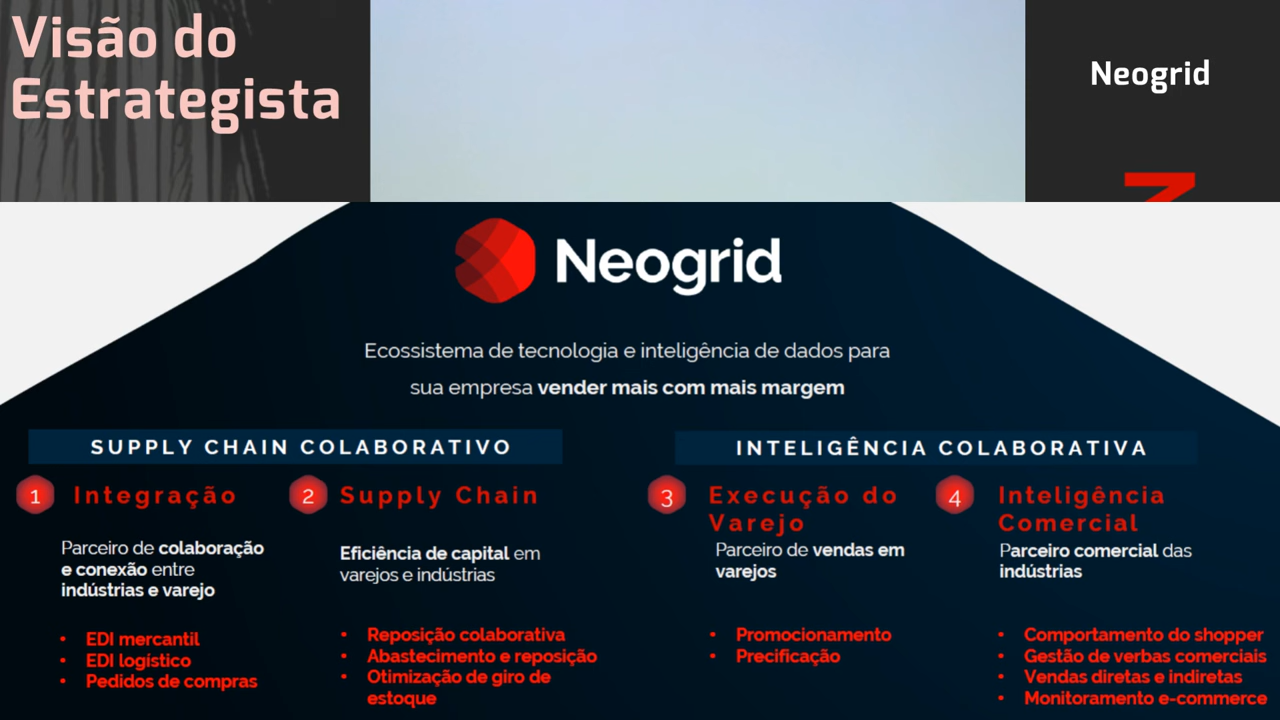 Visão do
Estrategista
Neogrid
Neogrid
Ecossistema de tecnologia e inteligência de dados para
sua empresa vender mais com mais margem
SUPPLY CHAIN COLABORATIVO
1 Integração
Parceiro de colaboração
e conexão entre
indústrias e varejo
• EDI mercantil
• EDI logístico
• Pedidos de compras
2 Supply Chain
Eficiência de capital em
varejos e indústrias
• Reposição colaborativa
• Abastecimento e reposição
• Otimização de giro de
estoque
INTELIGÊNCIA COLABORATIVA
3 Execução do
Varejo
Parceiro de vendas em
varejos
• Promocionamento
• Precificação
4 Inteligência
Comercial
Parceiro comercial das
indústrias
• Comportamento do shopper
• Gestão de verbas comerciais
• Vendas diretas e indiretas
• Monitoramento e-commerce